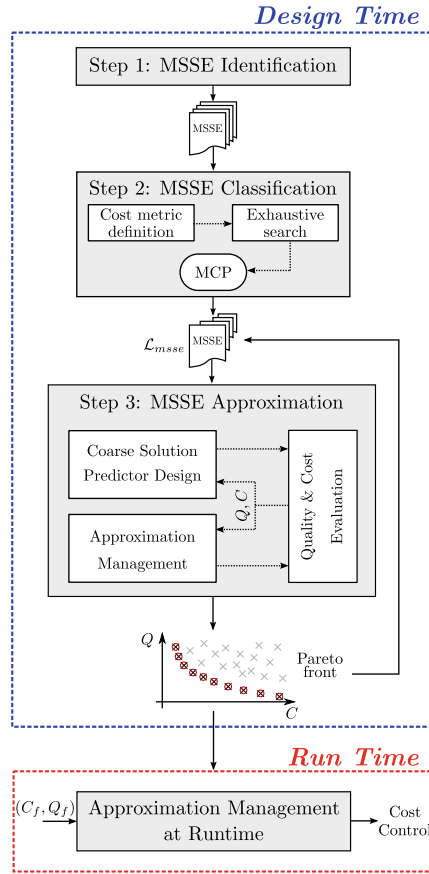 Design Time
Step 1: MSSE Identification
MSSE
Step 2: MSSE Classification
Cost metric
definition
Exhaustive
search
MCP
ℒmsse
MSSE
Step 3: MSSE Approximation
Coarse Solution
Predictor Design
Approximation
Management
Q, C
Quality & Cost
Evaluation
Q
C
Pareto
front
Run Time
(Cf, Qf)
Approximation Management
at Runtime
Cost
Control